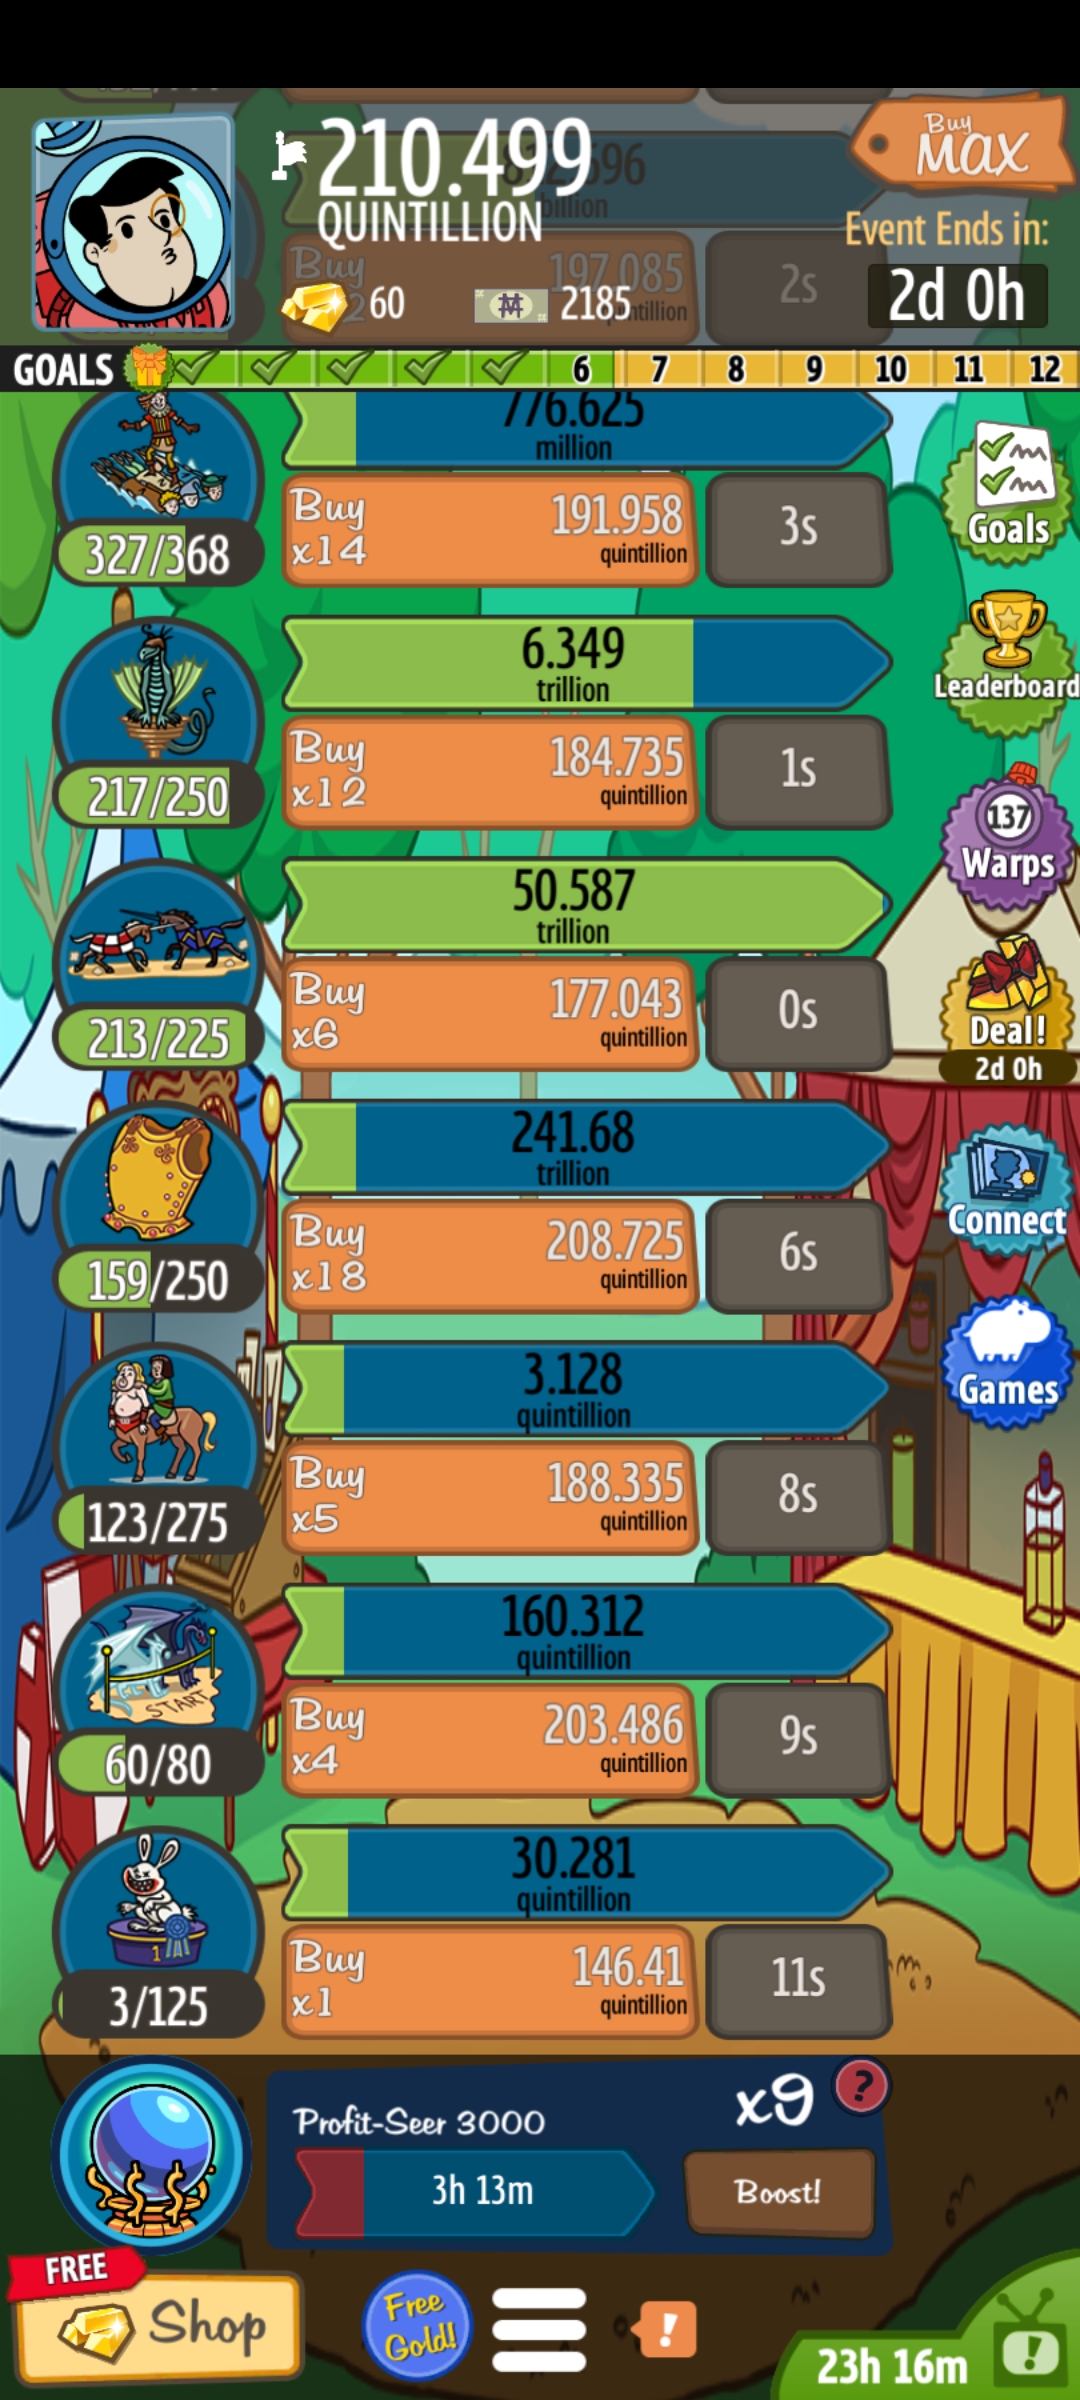 210.499
QUINTILLION
Buy
MAX
Event Ends in:
2d 0h
60
2185
Buy
197.085
2s
GOALS
6
7
8
9
10
11
12
776.625
million
327/368
Buy
x14
191.958
quintillion
3s
Goals
6.349
trillion
217/250
Buy
x12
184.735
quintillion
1s
Leaderboard
137
Warps
50.587
trillion
213/225
Buy
x6
177.043
quintillion
0s
Deal!
2d 0h
241.68
trillion
159/250
Buy
x18
208.725
quintillion
6s
Connect
3.128
quintillion
123/275
Buy
x5
188.335
quintillion
8s
Games
160.312
quintillion
START
60/80
Buy
x4
203.486
quintillion
9s
30.281
quintillion
1
3/125
Buy
x1
146.41
quintillion
11s
Profit-Seer 3000
x9
?
3h 13m
Boost!
FREE
Shop
Free
Gold!
!
23h 16m
!